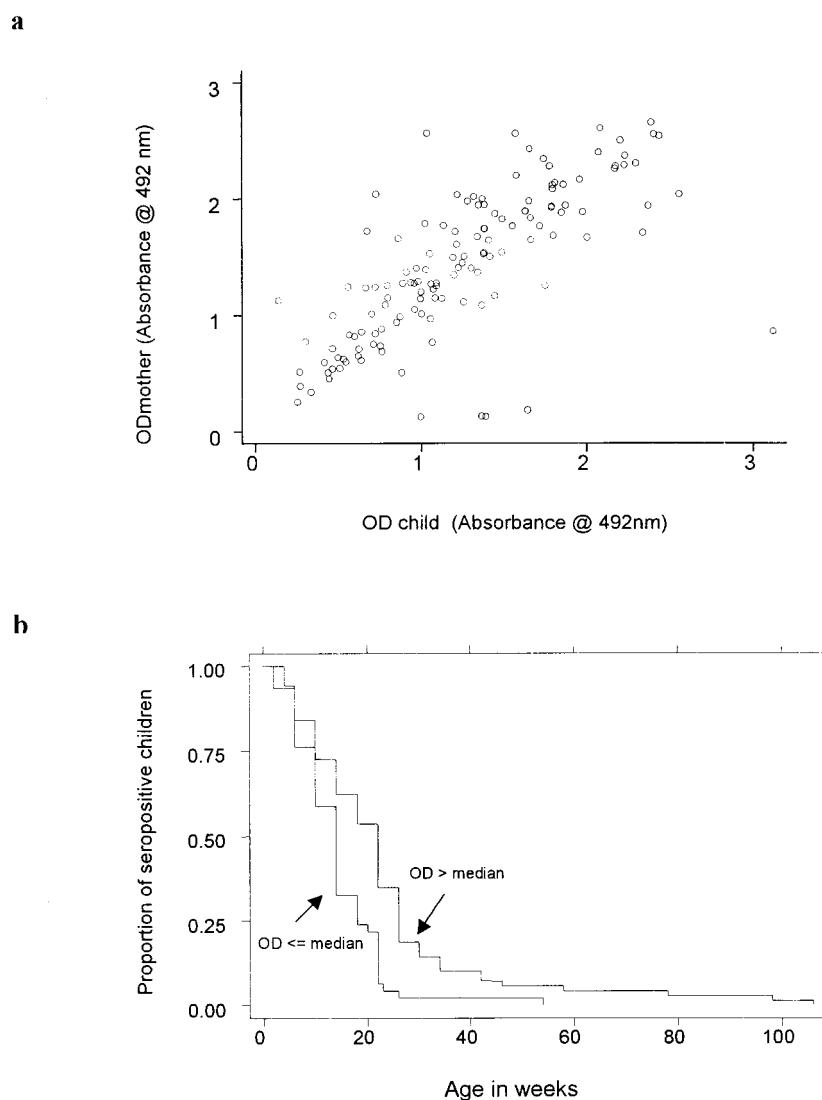 a
3
2
1
0
ODmother (Absorbance @ 492 nm)
0 1 2 3
OD child (Absorbance @ 492nm)
b
1.00
0.75
0.50
0.25
0.00
Proportion of seropositive children
OD > median
OD <= median
0 20 40 60 80 100
Age in weeks